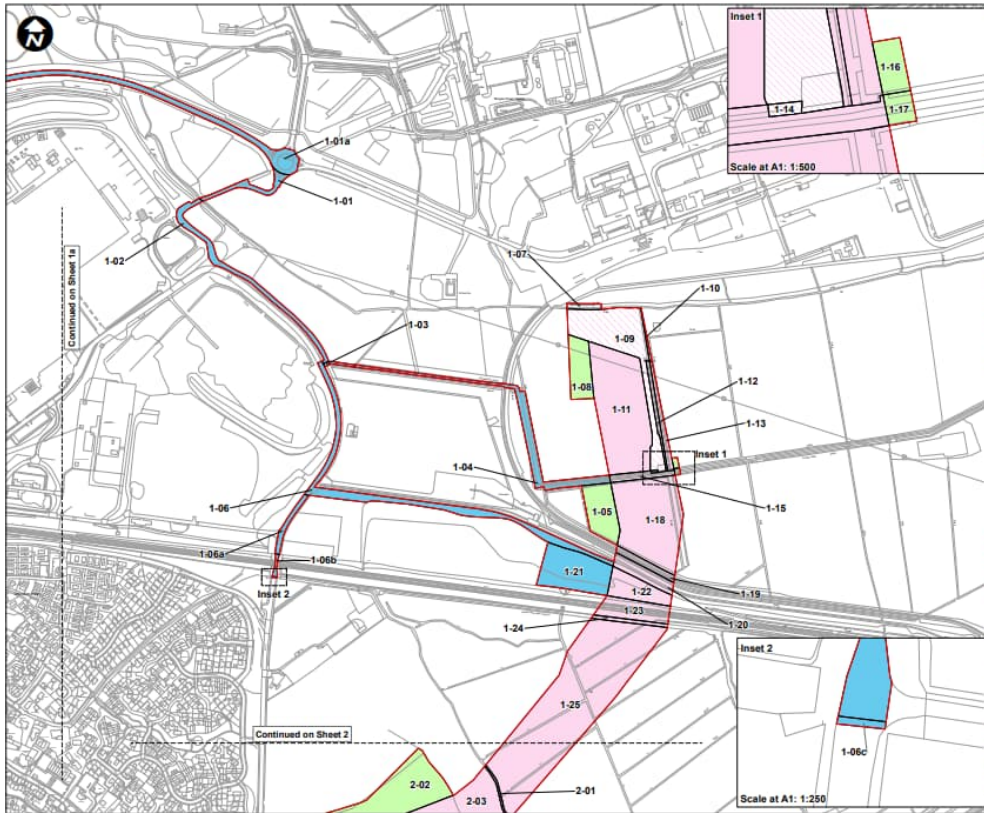 N
Inset 1
1-16
1-14
1-17
Scale at A1: 1:500
1-01a
1-01
1-02
Continued on Sheet 1a
1-07
1-10
1-03
1-09
1-08
1-12
1-11
1-13
Inset 1
1-04
1-06
1-05
1-18
1-15
1-06a
1-06b
1-21
Inset 2
1-22
1-19
1-23
1-20
1-24
Inset 2
1-25
Continued on Sheet 2
1-06c
2-02
2-03
2-01
Scale at A1: 1:250